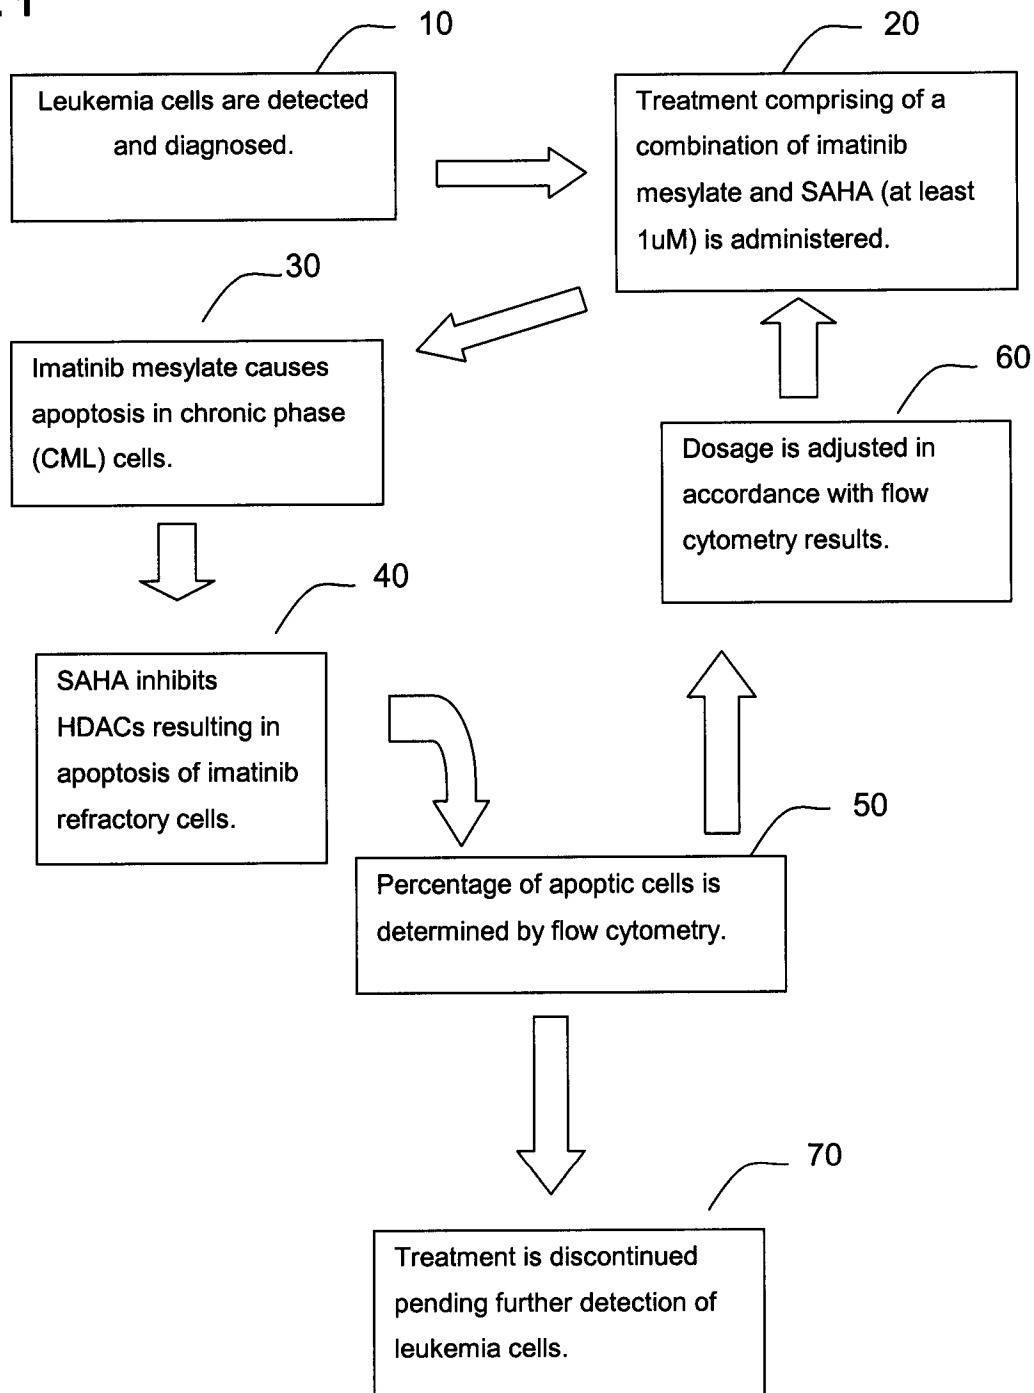 1
10
Leukemia cells are detected
and diagnosed.
20
Treatment comprising of a
combination of imatinib
mesylate and SAHA (at least
1uM) is administered.
30
Imatinib mesylate causes
apoptosis in chronic phase
(CML) cells.
60
Dosage is adjusted in
accordance with flow
cytometry results.
40
SAHA inhibits
HDACs resulting in
apoptosis of imatinib
refractory cells.
50
Percentage of apoptic cells is
determined by flow cytometry.
70
Treatment is discontinued
pending further detection of
leukemia cells.